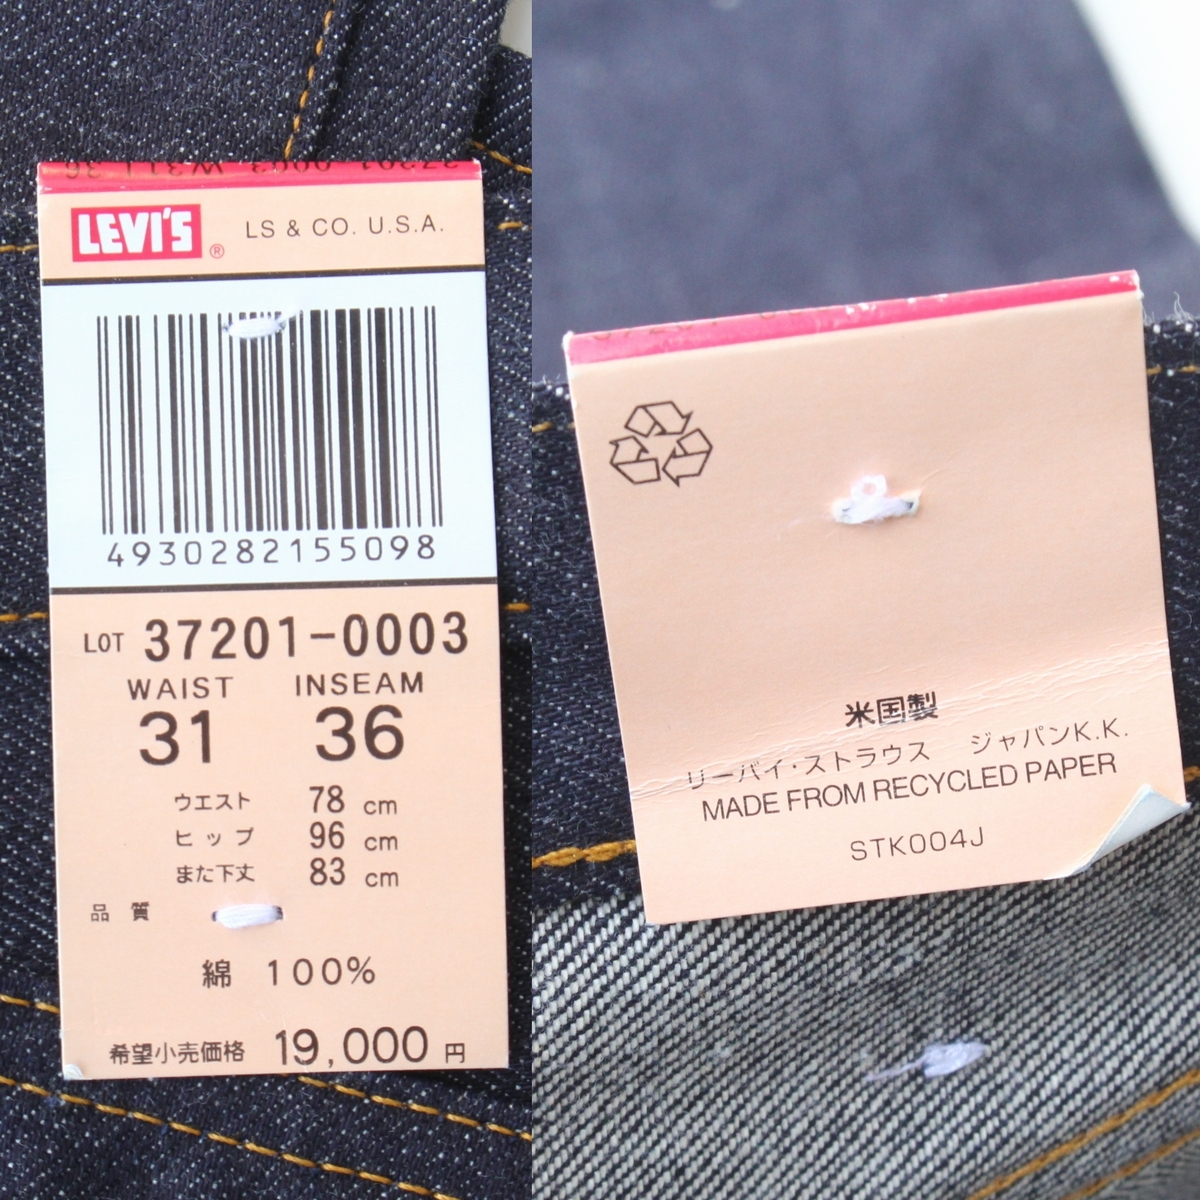 37201-0003 W31L36
LEVI'S ® LS & CO. U.S.A.
4930282155098
LOT 37201-0003
WAIST INSEAM
31 36
ウエスト 78 cm
ヒップ 96 cm
また下丈 83 cm
品質
綿 100%
希望小売価格 19,000 円
米国製
リーバイ・ストラウス ジャパンK.K.
MADE FROM RECYCLED PAPER
STK004J